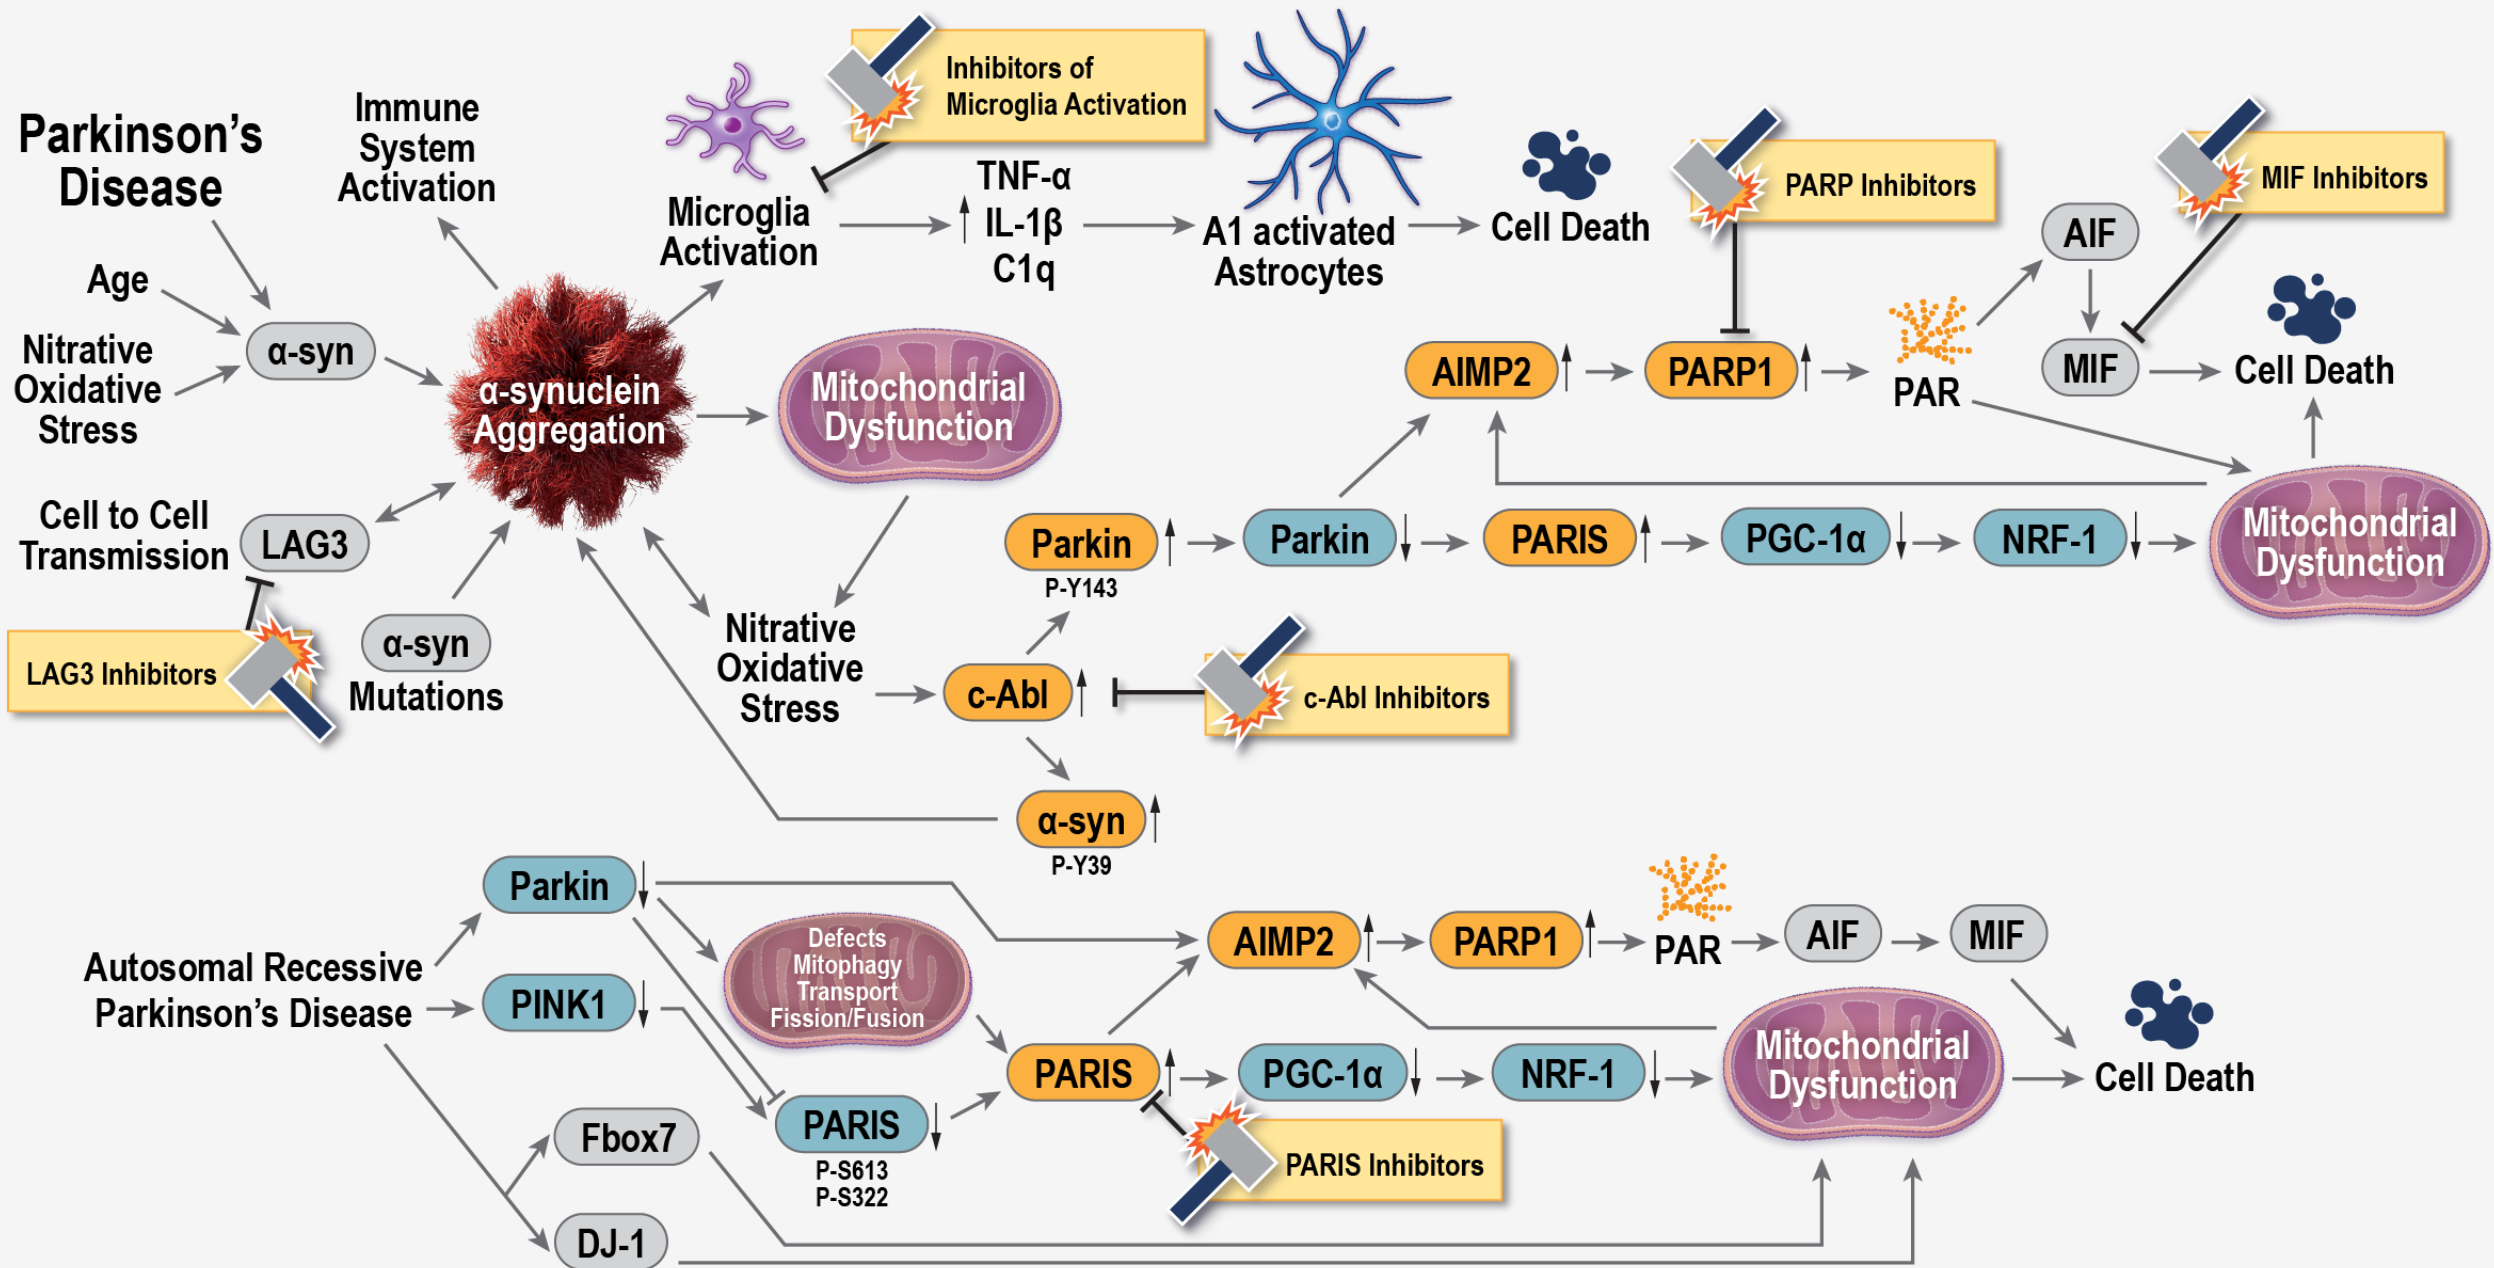 Parkinson's
Disease
Immune
System
Activation
Age
Nitrative
Oxidative
Stress
α-syn
α-synuclein
Aggregation
Cell to Cell
Transmission
LAG3
LAG3 Inhibitors
α-syn
Mutations
Microglia
Activation
Inhibitors of
Microglia Activation
TNF-α
IL-1β
C1q
A1 activated
Astrocytes
Cell Death
Mitochondrial
Dysfunction
Nitrative
Oxidative
Stress
c-Abl
c-Abl Inhibitors
α-syn
P-Y39
Parkin
P-Y143
Parkin
PARIS
PGC-1α
NRF-1
Mitochondrial
Dysfunction
AIMP2
PARP1
PARP Inhibitors
PAR
AIF
MIF
MIF Inhibitors
Cell Death
Autosomal Recessive
Parkinson's Disease
Parkin
PINK1
Fbox7
DJ-1
Defects
Mitophagy
Transport
Fission/Fusion
PARIS
P-S613
P-S322
PARIS
PARIS Inhibitors
PGC-1α
NRF-1
Mitochondrial
Dysfunction
AIMP2
PARP1
PAR
AIF
MIF
Cell Death